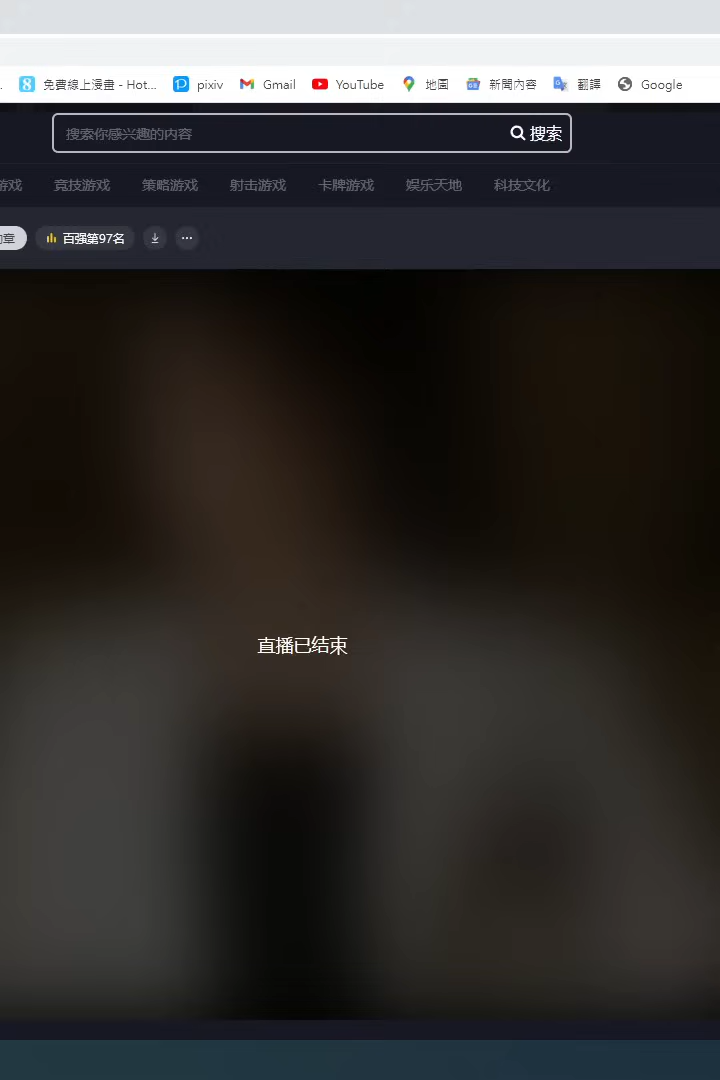 免費線上漫畫 - Hot... pixiv Gmail YouTube 地圖 新聞內容 翻譯 Google
搜索你感兴趣的内容 搜索
游戏 竞技游戏 策略游戏 射击游戏 卡牌游戏 娱乐天地 科技文化
章 百强第97名
直播已结束